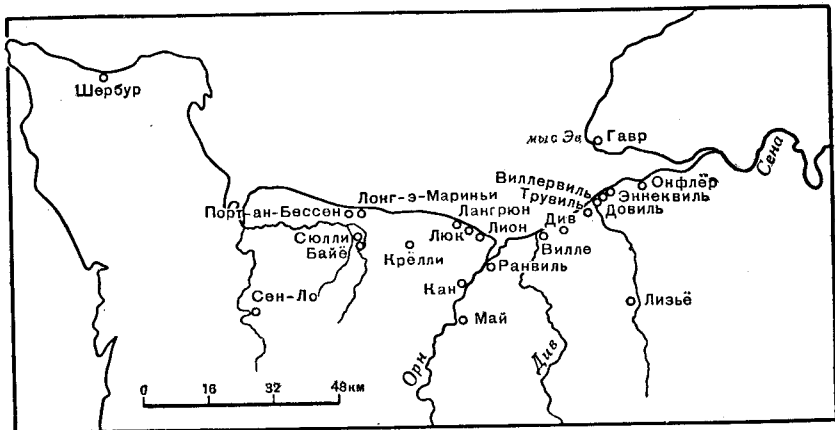 Шербур
мыс Эв
Гавр
Сена
Виллервиль
Онфлёр
Трувиль
Эннеквиль
Довиль
Лонг-э-Мариньи
Порт-ан-Бессен
Лангрюн
Див
Сюлли
Люк
Лион
Вилле
Байё
Крёлли
Ранвиль
Сен-Ло
Кан
Лизьё
Май
Орн
Див
0 16 32 48км